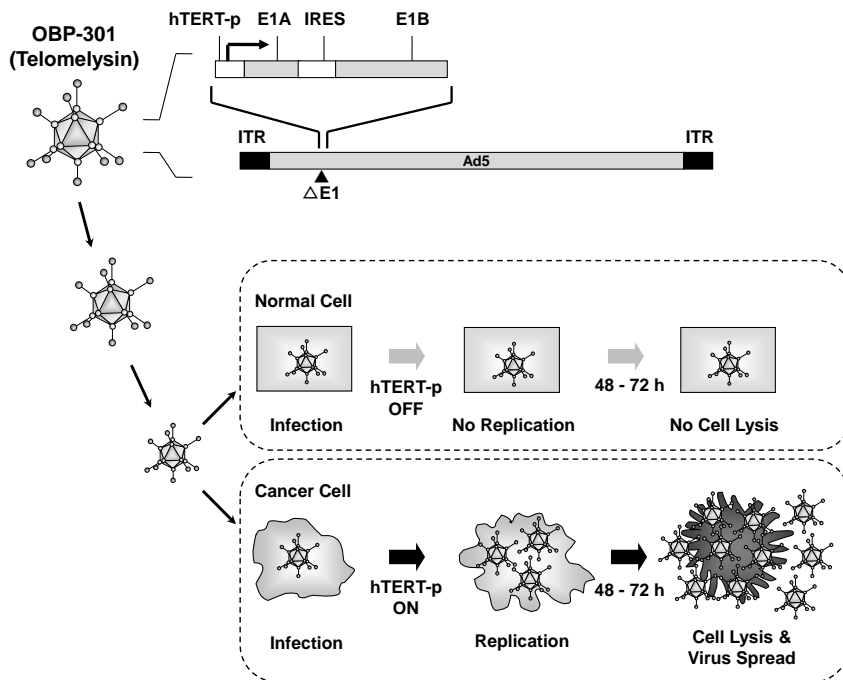 hTERT-p E1A IRES E1B
OBP-301
(Telomelysin)
ITR ITR
Ad5
△E1
Normal Cell
hTERT-p
OFF
48 - 72 h
Infection No Replication No Cell Lysis
Cancer Cell
hTERT-p
ON
48 - 72 h
Infection Replication Cell Lysis &
Virus Spread